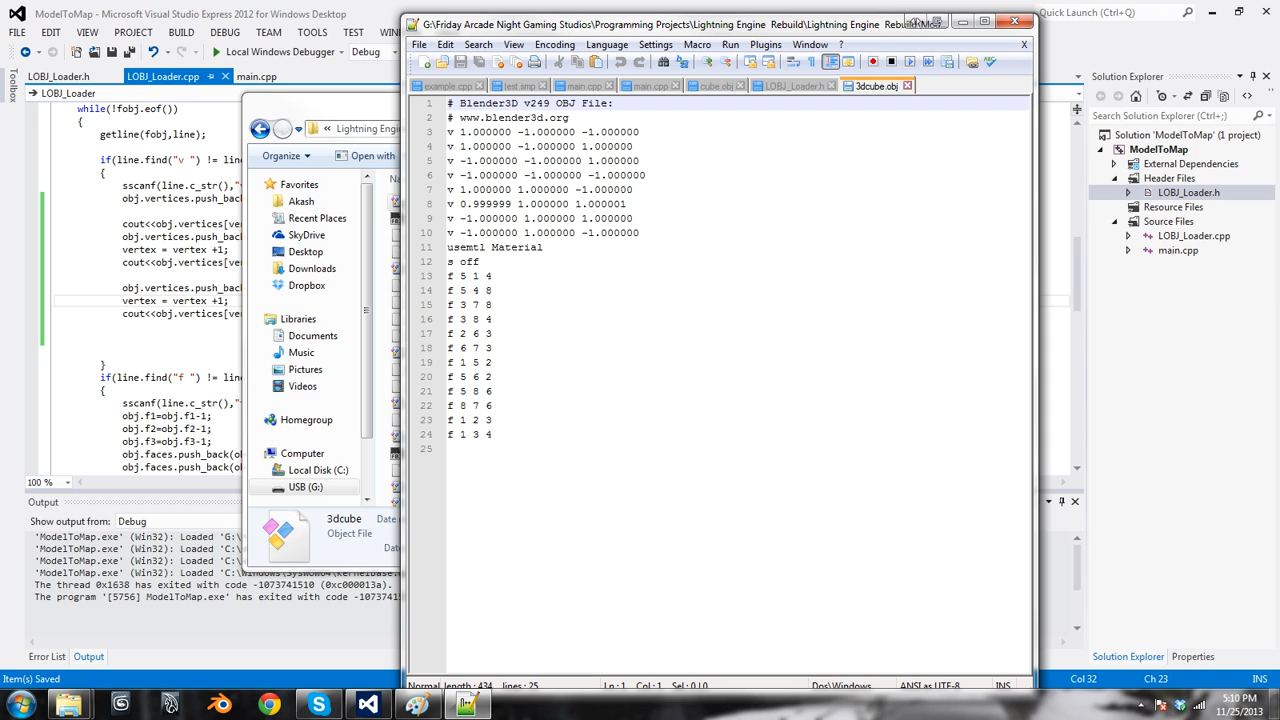 ModelToMap - Microsoft Visual Studio Express 2012 for Windows Desktop
Quick Launch (Ctrl+Q)
FILE EDIT VIEW PROJECT BUILD DEBUG TEAM TOOLS TEST
Local Windows Debugger Debug
Toolbox
LOBJ_Loader.h LOBJ_Loader.cpp main.cpp
LOBJ_Loader
while(!fobj.eof())
{
getline(fobj,line);
if(line.find("v ") != lin
{
sscanf(line.c_str(),"
obj.vertices.push_bac
cout<<obj.vertices[ve
obj.vertices.push_bac
vertex = vertex +1;
cout<<obj.vertices[ve
obj.vertices.push_bac
vertex = vertex +1;
cout<<obj.vertices[ve
}
if(line.find("f ") != lin
{
sscanf(line.c_str(),"
obj.f1=obj.f1-1;
obj.f2=obj.f2-1;
obj.f3=obj.f3-1;
obj.faces.push_back(ob
obj.faces.push_back(ob
100 %
Output
Show output from: Debug
'ModelToMap.exe' (Win32): Loaded 'G:\
'ModelToMap.exe' (Win32): Loaded 'C:\
'ModelToMap.exe' (Win32): Loaded 'C:\
'ModelToMap.exe' (Win32): Loaded 'C:\Windows\SysWOW64\KernelBase.
The thread 0x1638 has exited with code -1073741510 (0xc000013a).
The program '[5756] ModelToMap.exe' has exited with code -10737415
Error List Output
Item(s) Saved
Lightning Engin
Organize Open with
Favorites
Akash
Recent Places
SkyDrive
Desktop
Downloads
Dropbox
Libraries
Documents
Music
Pictures
Videos
Homegroup
Computer
Local Disk (C:)
USB (G:)
3dcube Date
Object File
Dat
G:\Friday Arcade Night Gaming Studios\Programming Projects\Lightning Engine Rebuild\Lightning Engine Rebuild\Mod
File Edit Search View Encoding Language Settings Macro Run Plugins Window ? X
example.cpp test.smp main.cpp main.cpp cube.obj LOBJ_Loader.h 3dcube.obj
1 # Blender3D v249 OBJ File:
2 # www.blender3d.org
3 v 1.000000 -1.000000 -1.000000
4 v 1.000000 -1.000000 1.000000
5 v -1.000000 -1.000000 1.000000
6 v -1.000000 -1.000000 -1.000000
7 v 1.000000 1.000000 -1.000000
8 v 0.999999 1.000000 1.000001
9 v -1.000000 1.000000 1.000000
10 v -1.000000 1.000000 -1.000000
11 usemtl Material
12 s off
13 f 5 1 4
14 f 5 4 8
15 f 3 7 8
16 f 3 8 4
17 f 2 6 3
18 f 6 7 3
19 f 1 5 2
20 f 5 6 2
21 f 5 8 6
22 f 8 7 6
23 f 1 2 3
24 f 1 3 4
25
Normal length : 434 lines : 25 Ln : 1 Col : 1 Sel : 0 | 0 Dos\Windows ANSI as UTF-8 INS
Solution Explorer
Search Solution Explorer (Ctrl+;)
Solution 'ModelToMap' (1 project)
ModelToMap
External Dependencies
Header Files
LOBJ_Loader.h
Resource Files
Source Files
LOBJ_Loader.cpp
main.cpp
Solution Explorer Properties
Col 32 Ch 23 INS
5:10 PM
11/25/2013